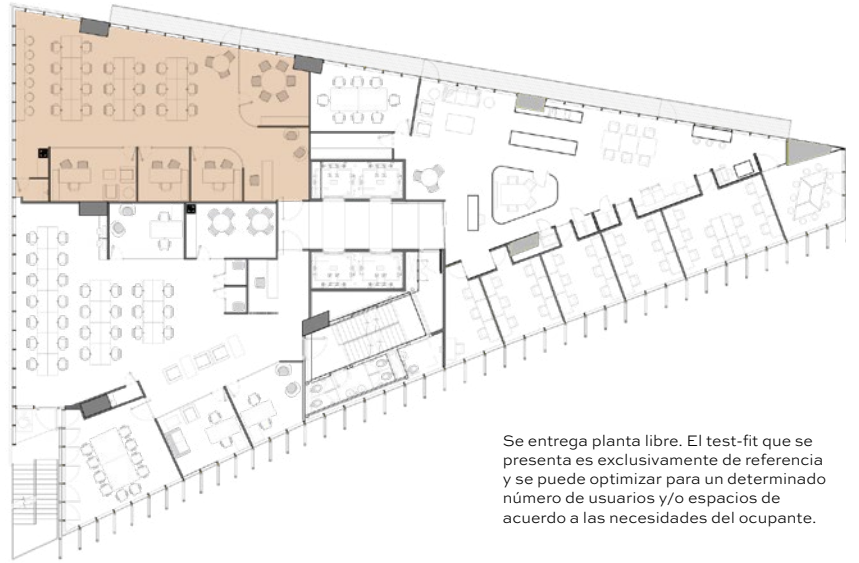 Se entrega planta libre. El test-fit que se
presenta es exclusivamente de referencia
y se puede optimizar para un determinado
número de usuarios y/o espacios de
acuerdo a las necesidades del ocupante.